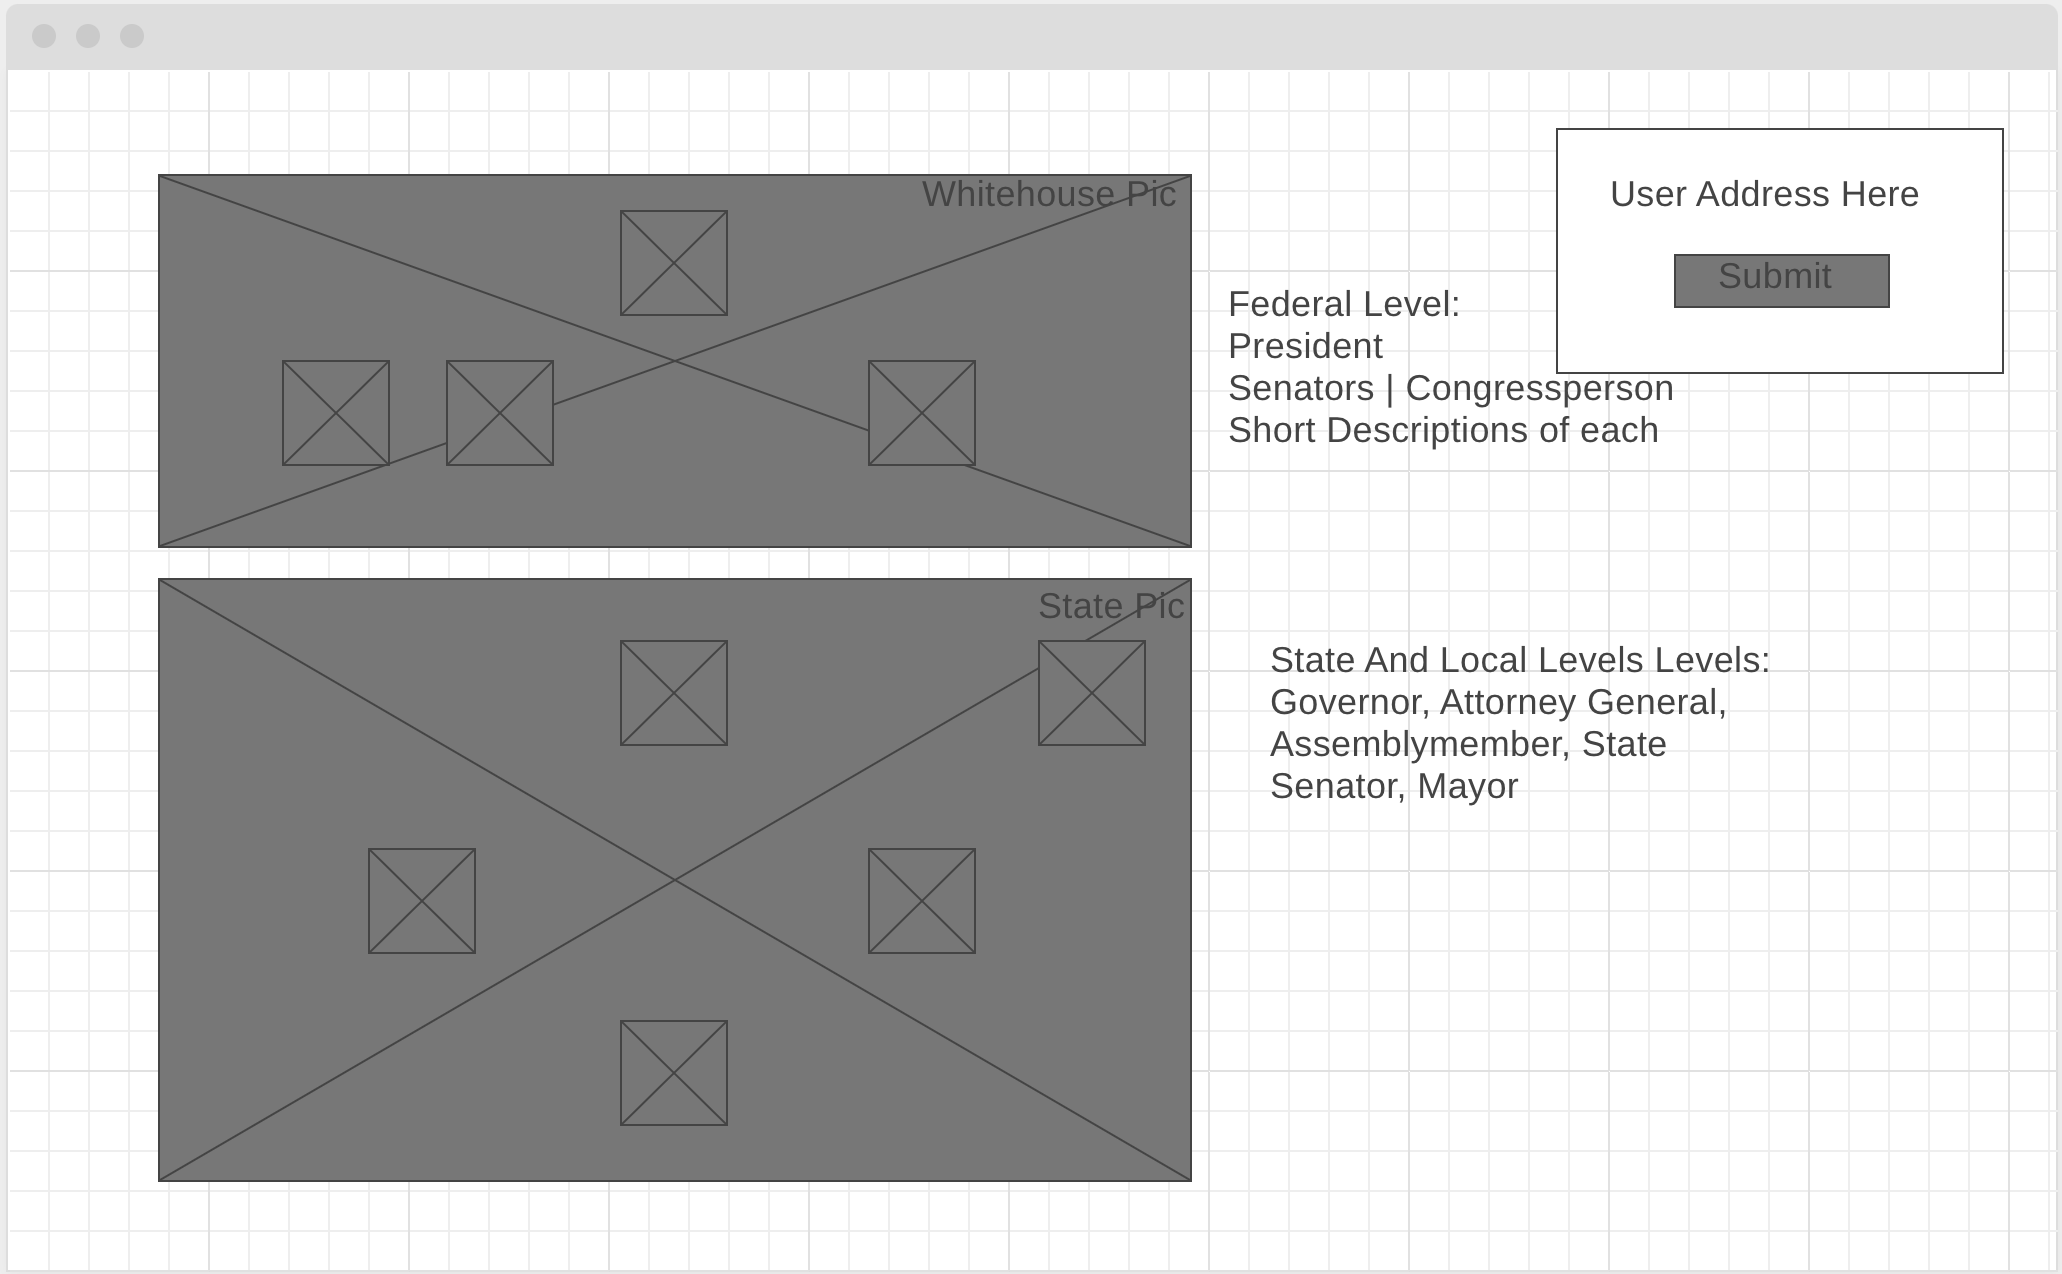 Whitehouse Pic
User Address Here
Submit
Federal Level:
President
Senators | Congressperson
Short Descriptions of each
State Pic
State And Local Levels Levels:
Governor, Attorney General,
Assemblymember, State
Senator, Mayor